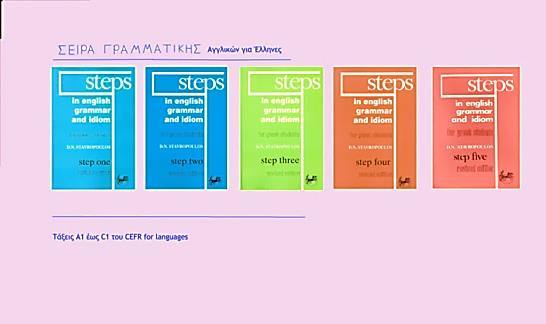 ΣΕΙΡΑ ΓΡΑΜΜΑΤΙΚΗΣ Αγγλικών για Έλληνες
steps
in english
grammar
and idiom
D.N. STAVROPOULOS
step one
steps
in english
grammar
and idiom
for greek students
D.N. STAVROPOULOS
step two
revised edition
steps
in english
grammar
and idiom
for greek students
D.N. STAVROPOULOS
step three
revised edition
steps
in english
grammar
and idiom
for greek students
D.N. STAVROPOULOS
step four
revised edition
steps
in english
grammar
and idiom
for greek students
D.N. STAVROPOULOS
step five
revised edition
Τάξεις A1 έως C1 του CEFR for languages